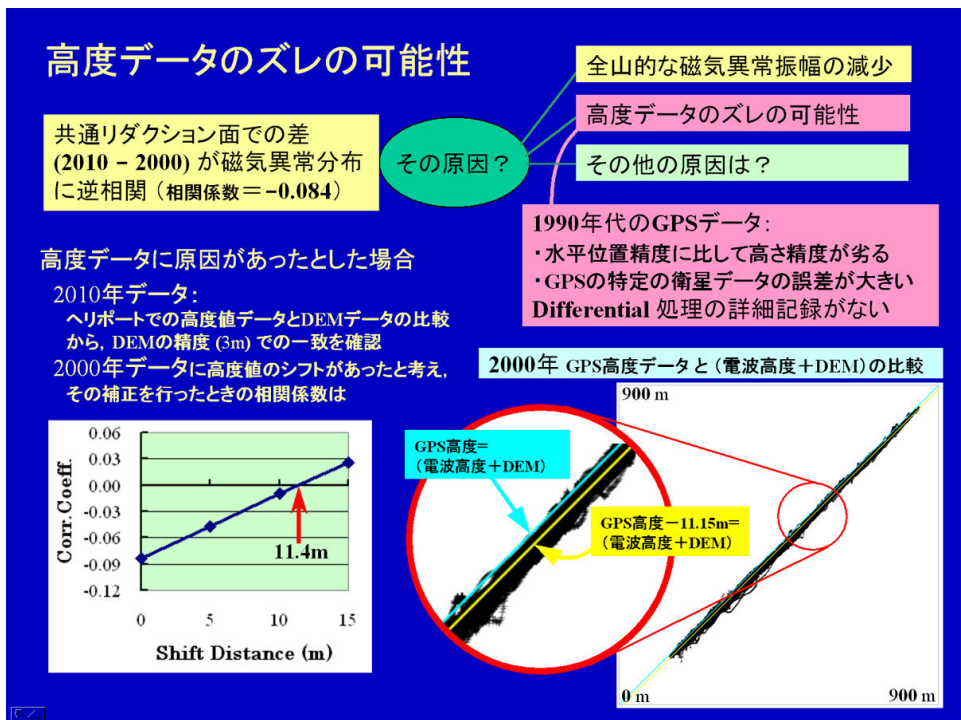 高度データのズレの可能性
全山的な磁気異常振幅の減少
高度データのズレの可能性
その他の原因は？
その原因？
共通リダクション面での差
(2010 − 2000) が磁気異常分布
に逆相関（相関係数＝−0.084）
1990年代のGPSデータ：
・水平位置精度に比して高さ精度が劣る
・GPSの特定の衛星データの誤差が大きい
Differential 処理の詳細記録がない
高度データに原因があったとした場合
2010年データ：
ヘリポートでの高度値データとDEMデータの比較
から，DEMの精度 (3m) での一致を確認
2000年データに高度値のシフトがあったと考え，
その補正を行ったときの相関係数は
0.06
0.03
0.00
-0.03
-0.06
-0.09
-0.12
Corr. Coeff.
11.4m
0 5 10 15
Shift Distance (m)
2000年 GPS高度データ と（電波高度＋DEM）の比較
900 m
GPS高度＝
（電波高度＋DEM）
GPS高度－11.15m＝
（電波高度＋DEM）
0 m 900 m